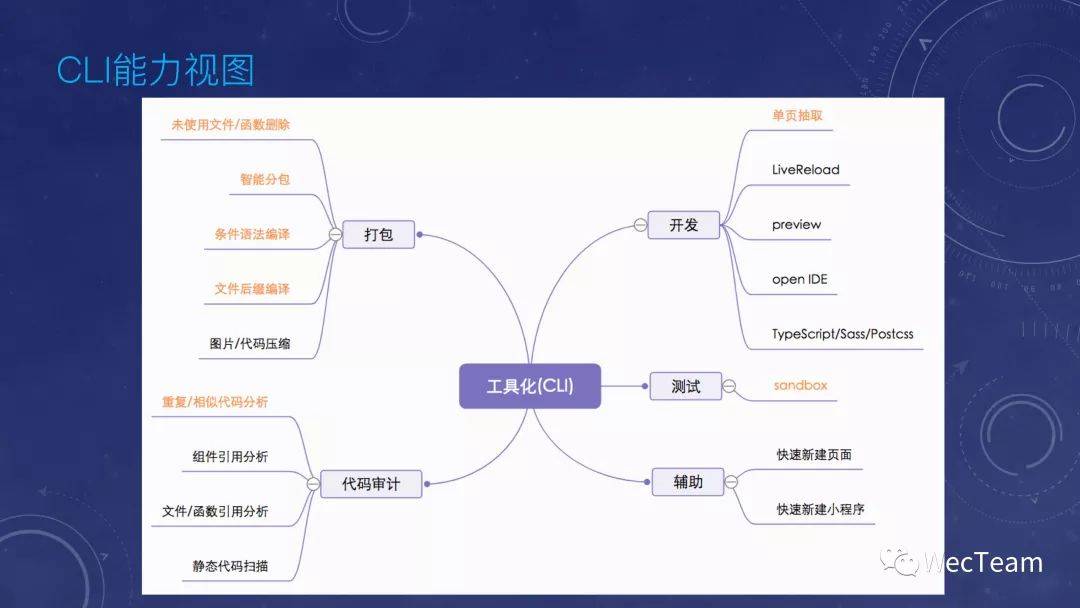 CLI能力视图
未使用文件/函数删除
智能分包
条件语法编译
文件后缀编译
图片/代码压缩
打包
重复/相似代码分析
组件引用分析
文件/函数引用分析
静态代码扫描
代码审计
工具化(CLI)
开发
单页抽取
LiveReload
preview
open IDE
TypeScript/Sass/Postcss
测试
sandbox
辅助
快速新建页面
快速新建小程序
WecTeam